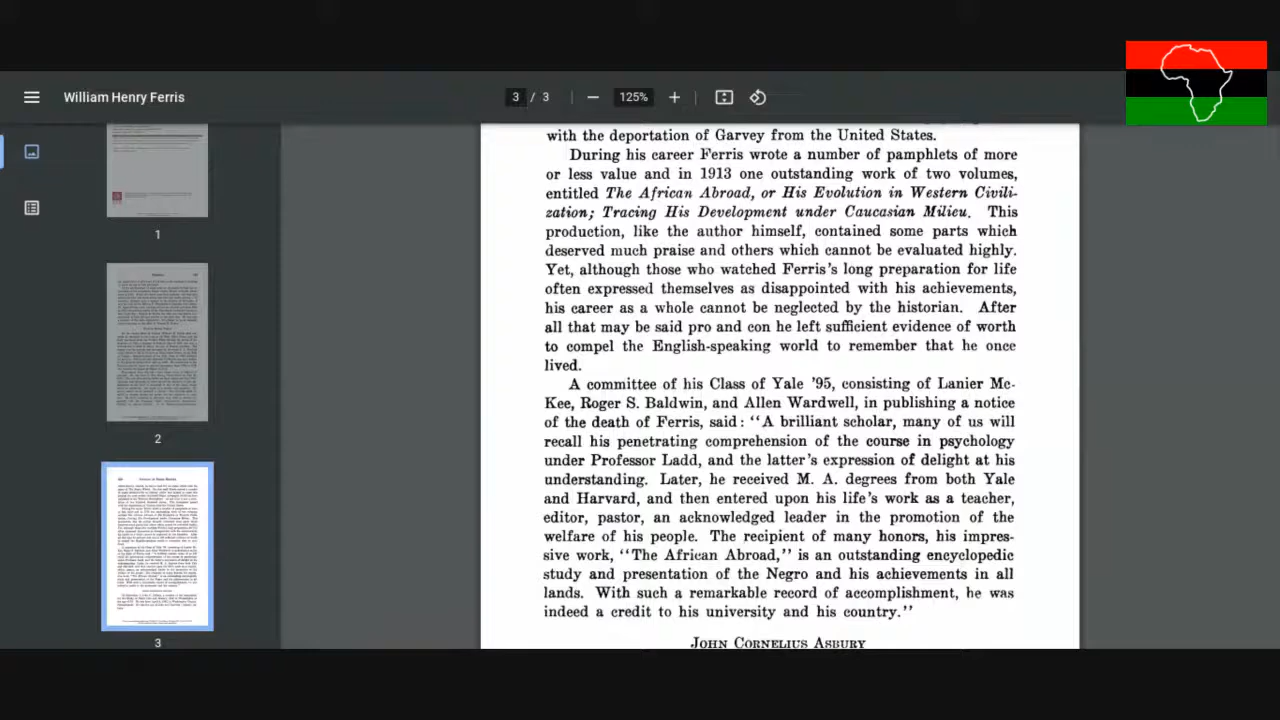 William Henry Ferris
3 / 3
125%
with the deportation of Garvey from the United States.
During his career Ferris wrote a number of pamphlets of more
or less value and in 1913 one outstanding work of two volumes,
entitled The African Abroad, or His Evolution in Western Civili-
zation; Tracing His Development under Caucasian Milieu. This
production, like the author himself, contained some parts which
deserved much praise and others which cannot be evaluated highly.
Yet, although those who watched Ferris's long preparation for life
often expressed themselves as disappointed with his achievements,
his career as a whole cannot be neglected by the historian. After
all that may be said pro and con he left sufficient evidence of worth
to compel the English-speaking world to remember that he once
lived.
A committee of his Class of Yale '95, consisting of Lanier Mc-
Kee, Roger S. Baldwin, and Allen Wardwell, in publishing a notice
of the death of Ferris, said: "A brilliant scholar, many of us will
recall his penetrating comprehension of the course in psychology
under Professor Ladd, and the latter's expression of delight at his
understanding. Later, he received M. A. degrees from both Yale
and Harvard, and then entered upon his life's work as a teacher,
editor, pastor, an acknowledged leader in the promotion of the
welfare of his people. The recipient of many honors, his impres-
sive work, "The African Abroad," is an outstanding encyclopedic
study and presentation of the Negro and his achievements in all
lands. With such a remarkable record of accomplishment, he was
indeed a credit to his university and his country."
JOHN CORNELIUS ASBURY
1
2
3